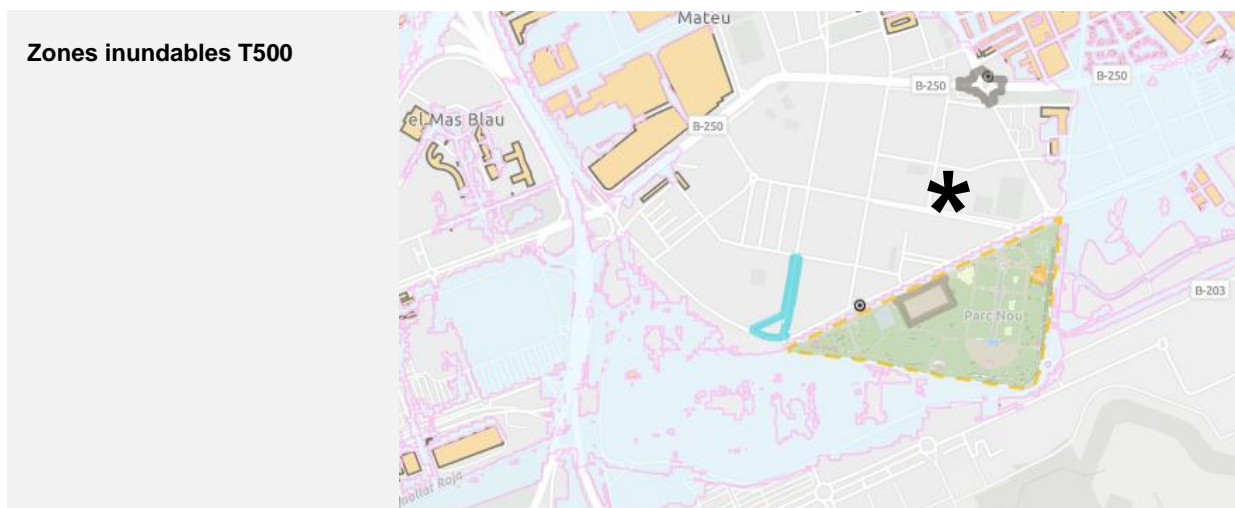 Zones inundables T500
Mateu
B-250
B-250
el Mas Blau
B-250
B-203
Parc Nou